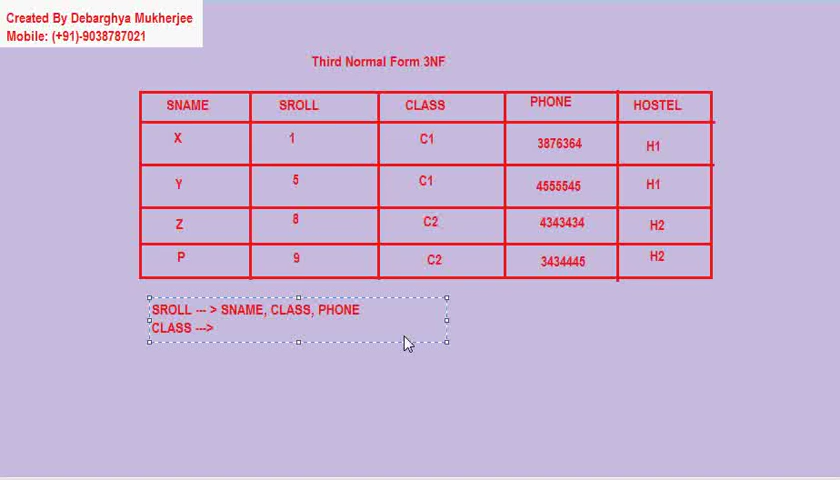 Created By Debarghya Mukherjee
Mobile: (+91)-9038787021
Third Normal Form 3NF
SNAME SROLL CLASS PHONE HOSTEL
X 1 C1 3876364 H1
Y 5 C1 4555545 H1
Z 8 C2 4343434 H2
P 9 C2 3434445 H2
SROLL --- > SNAME, CLASS, PHONE
CLASS --->